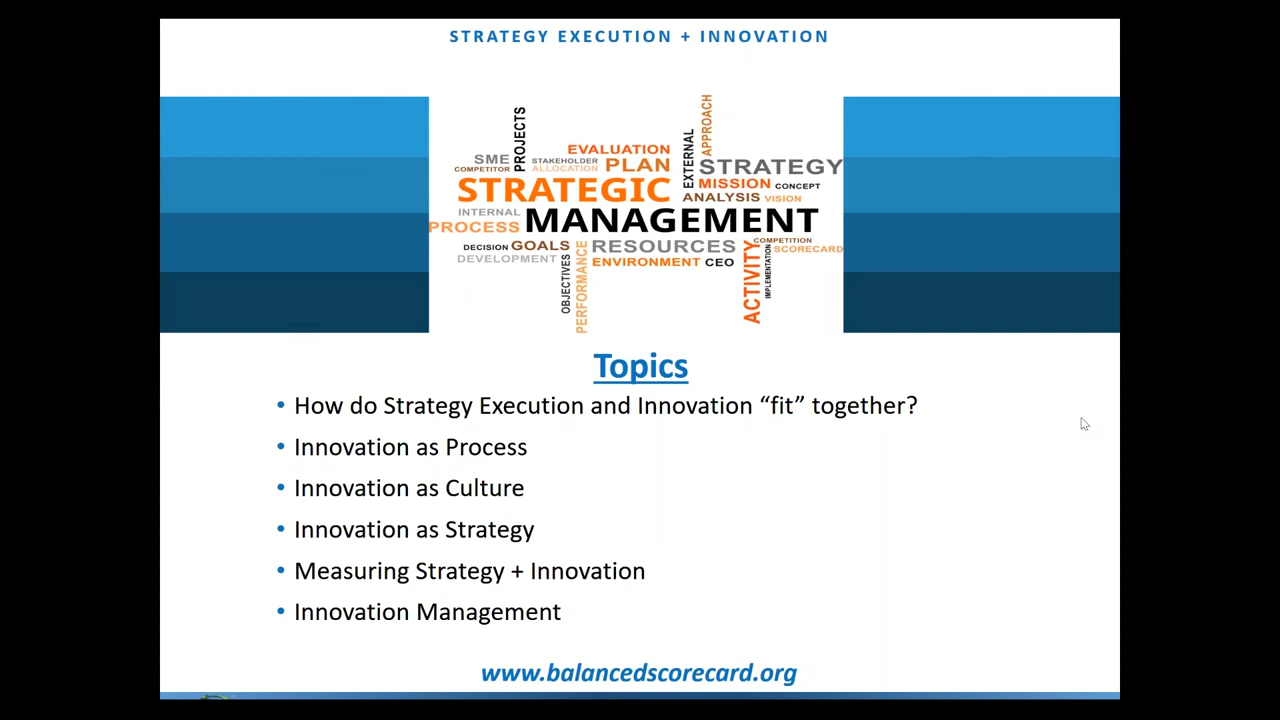 STRATEGY EXECUTION + INNOVATION
PROJECTS
EVALUATION
EXTERNAL
APPROACH
SME
STAKEHOLDER
PLAN
STRATEGY
COMPETITOR
ALLOCATION
STRATEGIC
MISSION
CONCEPT
ANALYSIS
VISION
INTERNAL
MANAGEMENT
PROCESS
DECISION
GOALS
RESOURCES
COMPETITION
SCORECARD
DEVELOPMENT
ENVIRONMENT
CEO
OBJECTIVES
PERFORMANCE
ACTIVITY
IMPLEMENTATION
Topics
• How do Strategy Execution and Innovation “fit” together?
• Innovation as Process
• Innovation as Culture
• Innovation as Strategy
• Measuring Strategy + Innovation
• Innovation Management
www.balancedscorecard.org